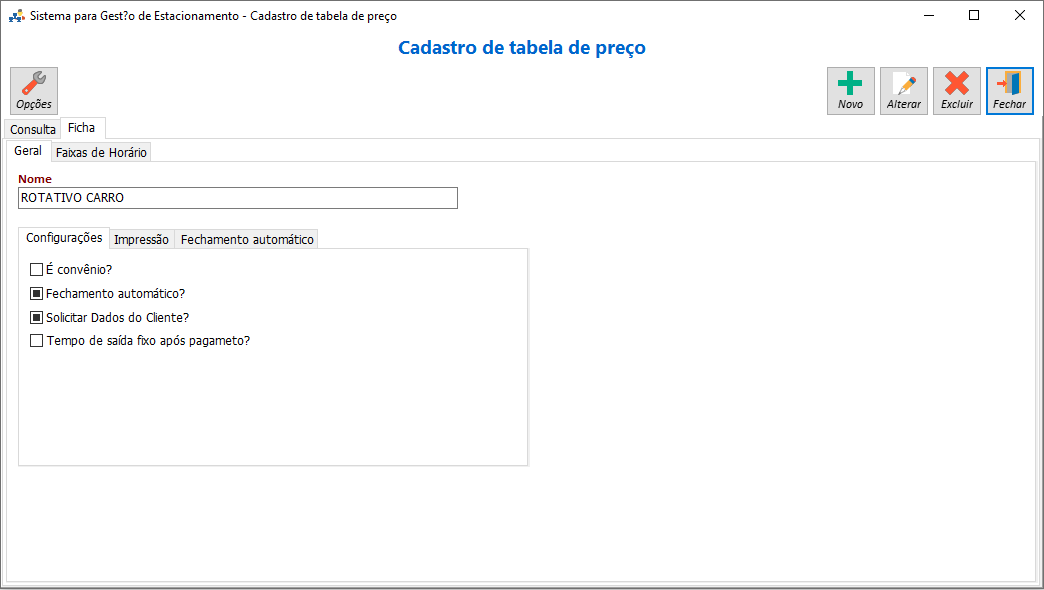 Sistema para Gest?o de Estacionamento - Cadastro de tabela de preço
Cadastro de tabela de preço
Opções Novo Alterar Excluir Fechar
Consulta Ficha
Geral Faixas de Horário
Nome
ROTATIVO CARRO
Configurações Impressão Fechamento automático
É convênio?
Fechamento automático?
Solicitar Dados do Cliente?
Tempo de saída fixo após pagameto?